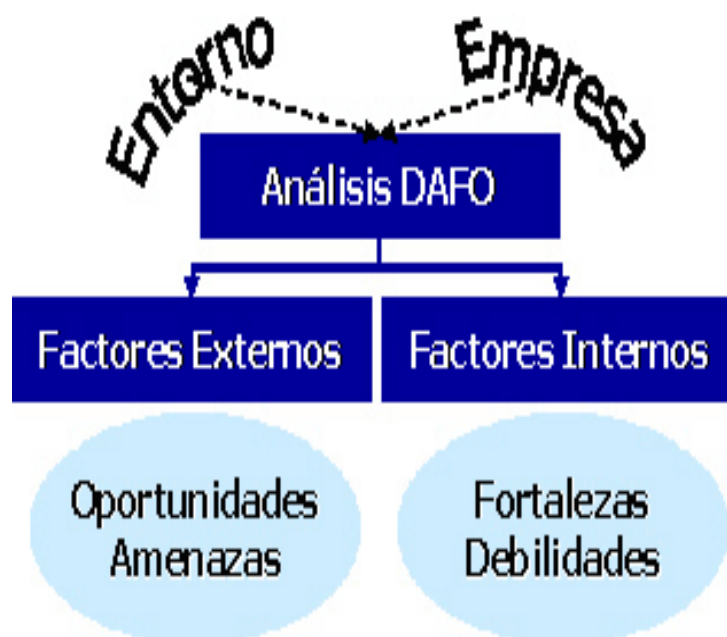 Entorno
Empresa
Análisis DAFO
Factores Externos
Factores Internos
Oportunidades
Amenazas
Fortalezas
Debilidades